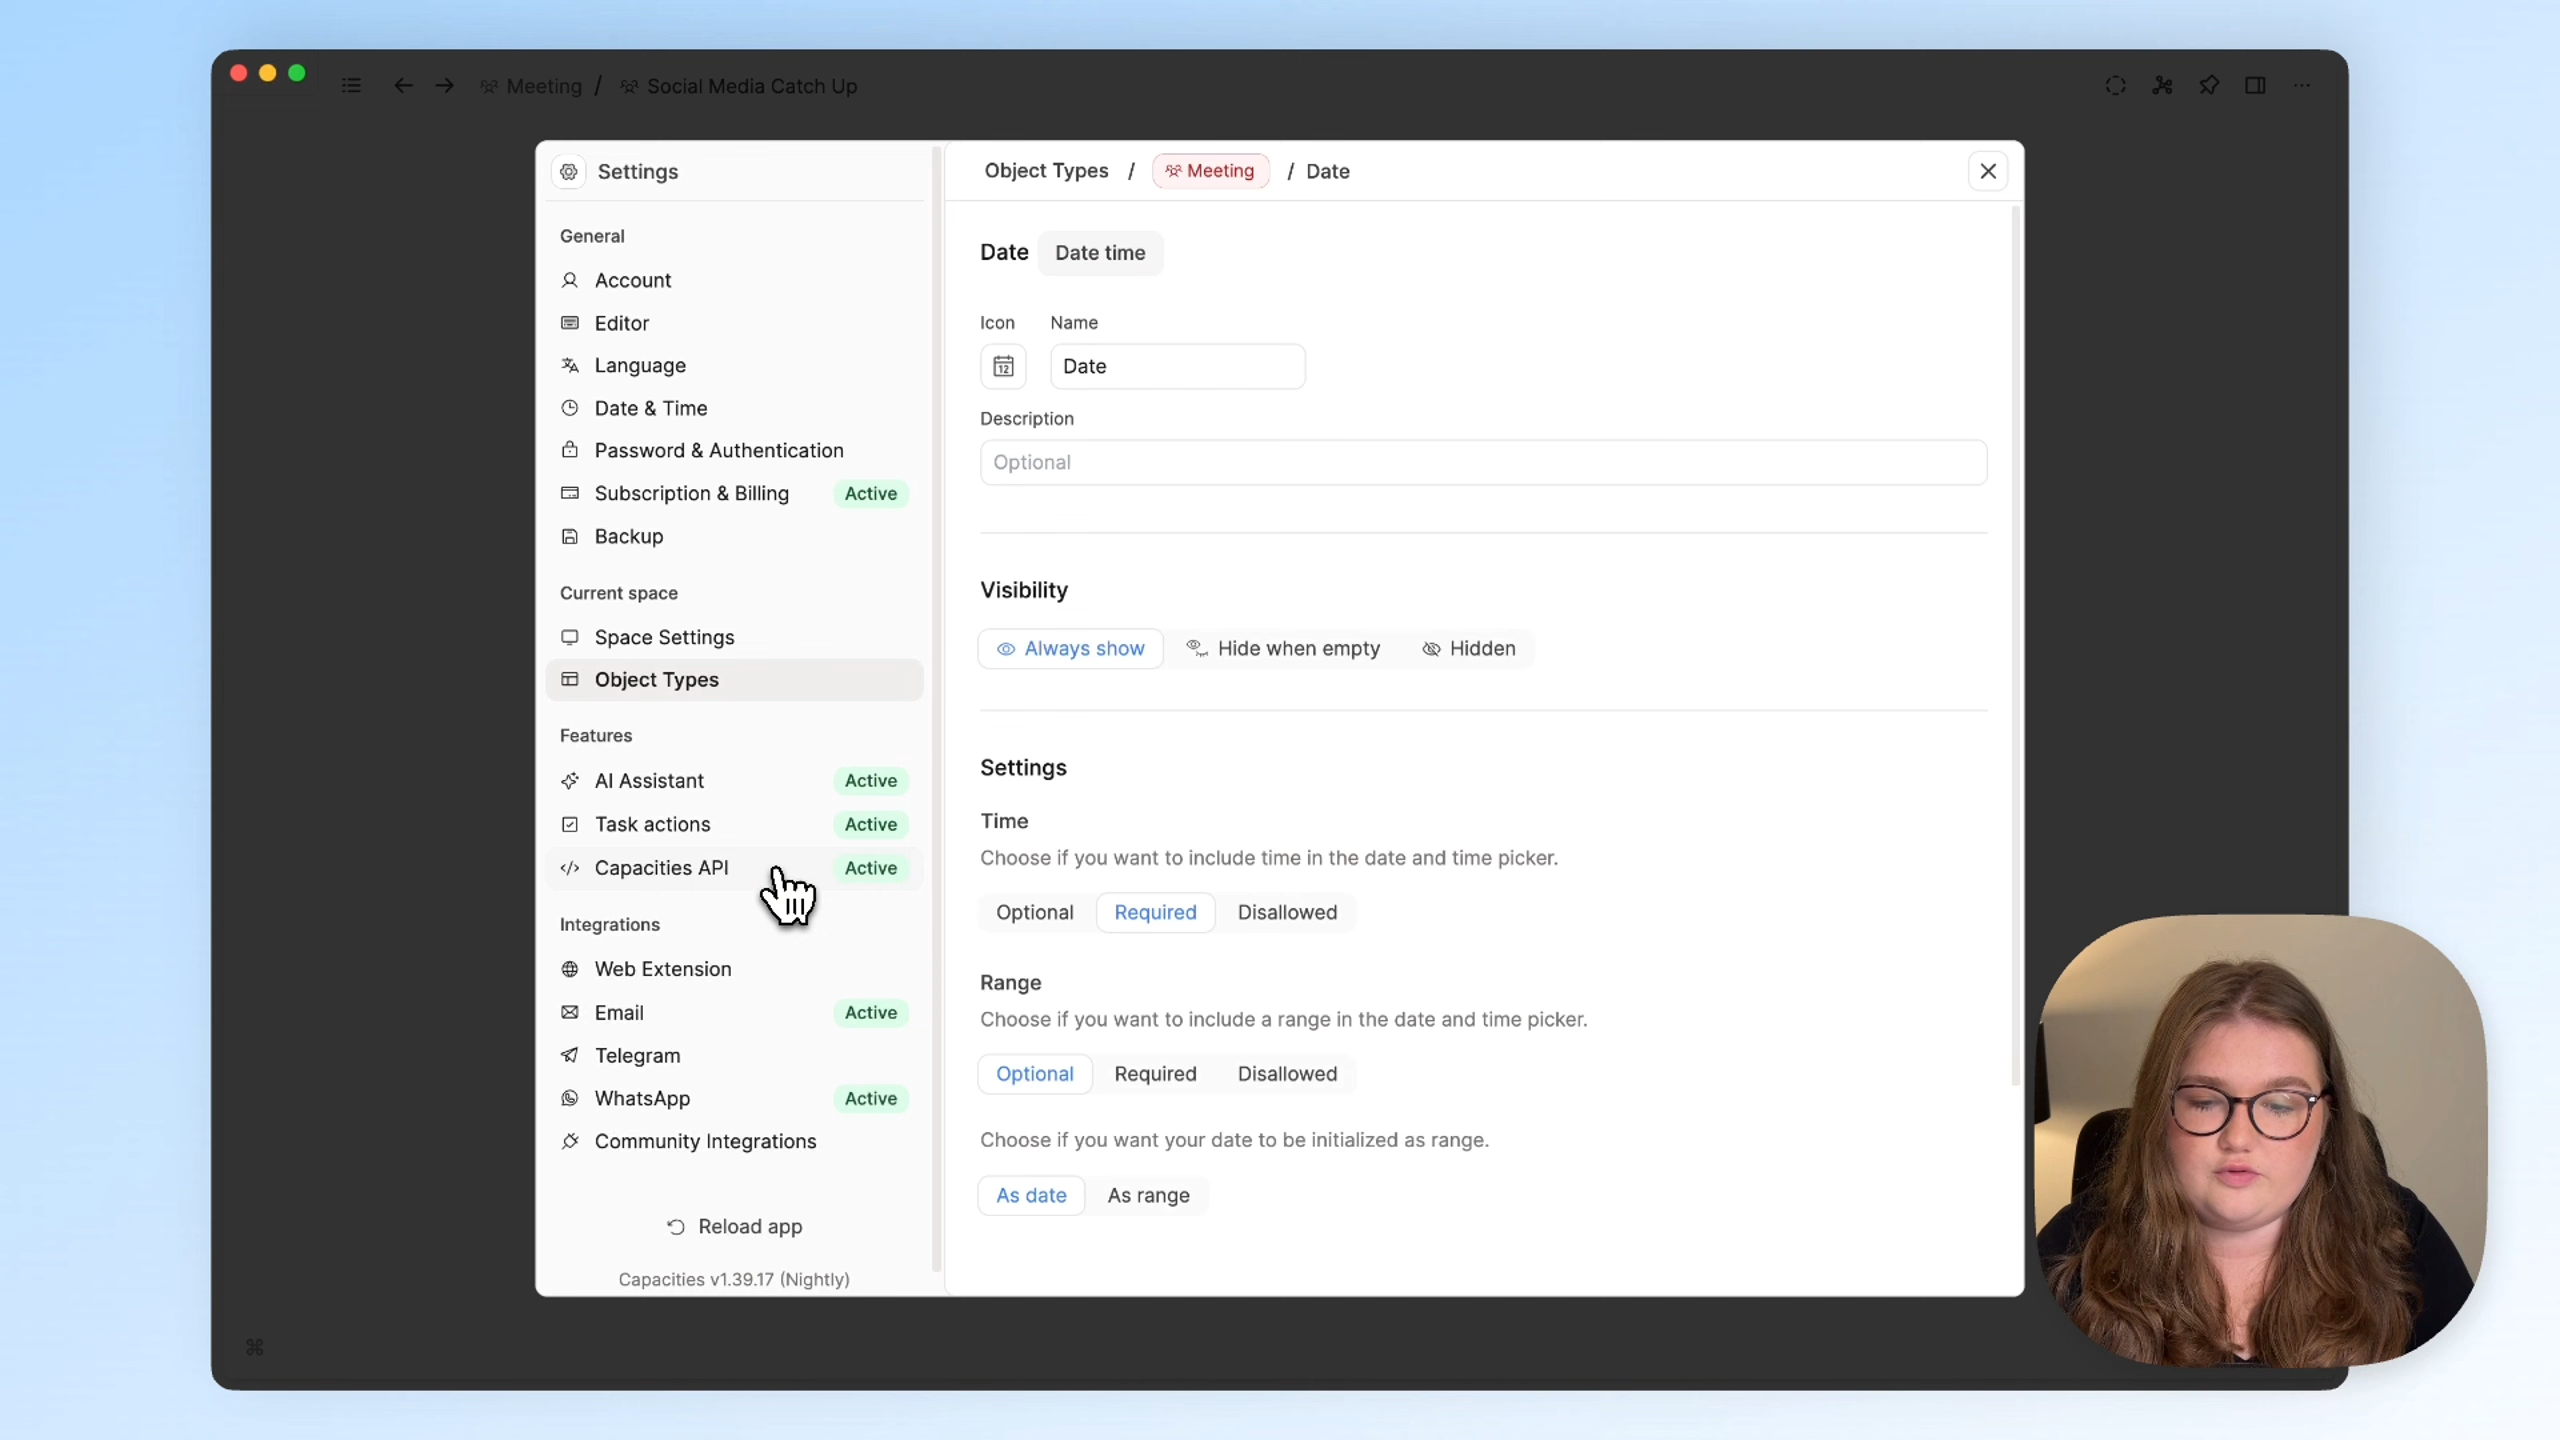 Meeting / Social Media Catch Up
Settings
General
Account
Editor
Language
Date & Time
Password & Authentication
Subscription & Billing Active
Backup
Current space
Space Settings
Object Types
Features
AI Assistant Active
Task actions Active
Capacities API Active
Integrations
Web Extension
Email Active
Telegram
WhatsApp Active
Community Integrations
Reload app
Capacities v1.39.17 (Nightly)
Object Types / Meeting / Date
Date Date time
Icon Name
12 Date
Description
Optional
Visibility
Always show Hide when empty Hidden
Settings
Time
Choose if you want to include time in the date and time picker.
Optional Required Disallowed
Range
Choose if you want to include a range in the date and time picker.
Optional Required Disallowed
Choose if you want your date to be initialized as range.
As date As range